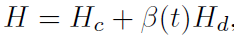 H = H_c + β(t)H_d,